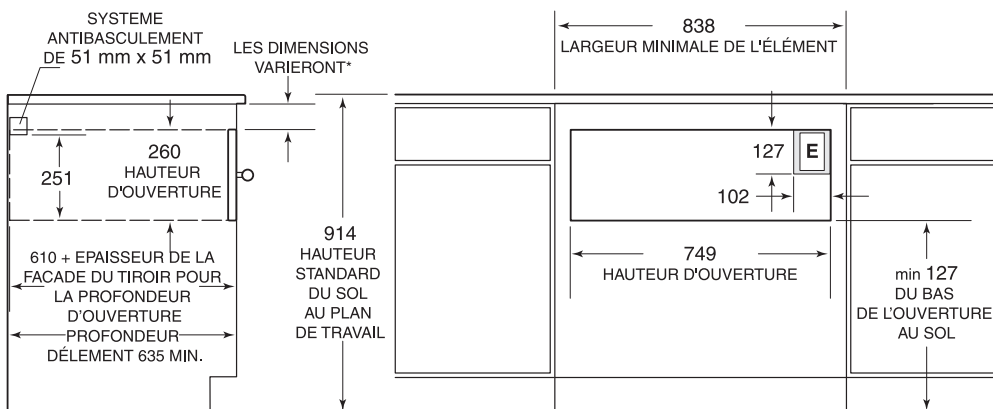 SYSTEME
ANTIBASCULEMENT
DE 51 mm x 51 mm
LES DIMENSIONS
VARIERONT*
251
260
HAUTEUR
D'OUVERTURE
610 + EPAISSEUR DE LA
FACADE DU TIROIR POUR
LA PROFONDEUR
D'OUVERTURE
PROFONDEUR
DÉLEMENT 635 MIN.
914
HAUTEUR
STANDARD
DU SOL
AU PLAN
DE TRAVAIL
838
LARGEUR MINIMALE DE L'ÉLÉMENT
127
E
102
749
HAUTEUR D'OUVERTURE
min 127
DU BAS
DE L'OUVERTURE
AU SOL